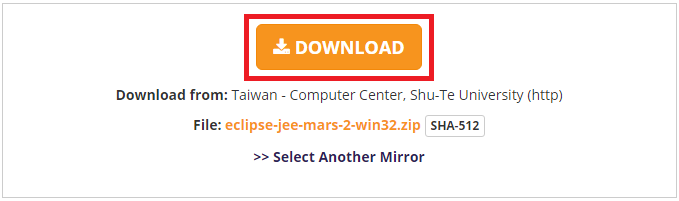 DOWNLOAD
Download from: Taiwan - Computer Center, Shu-Te University (http)
File: eclipse-jee-mars-2-win32.zip SHA-512
>> Select Another Mirror